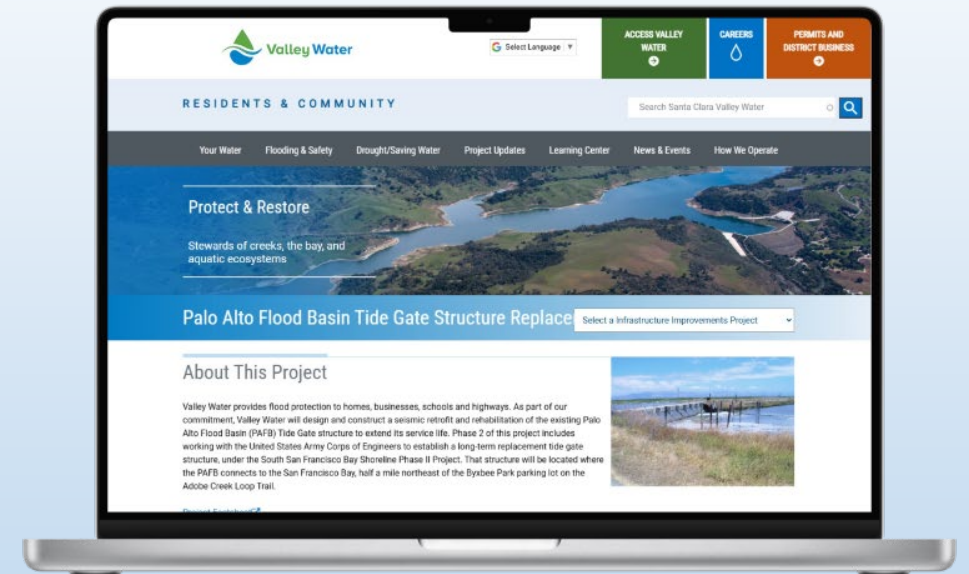 Valley Water
Select Language
ACCESS VALLEY
WATER
CAREERS
PERMITS AND
DISTRICT BUSINESS
RESIDENTS & COMMUNITY
Search Santa Clara Valley Water
Your Water Flooding & Safety Drought/Saving Water Project Updates Learning Center News & Events How We Operate
Protect & Restore
Stewards of creeks, the bay, and
aquatic ecosystems
Palo Alto Flood Basin Tide Gate Structure Replace
Select a Infrastructure Improvements Project
About This Project
Valley Water provides flood protection to homes, businesses, schools and highways. As part of our
commitment, Valley Water will design and construct a seismic retrofit and rehabilitation of the existing Palo
Alto Flood Basin (PAFB) Tide Gate structure to extend its service life. Phase 2 of this project includes
working with the United States Army Corps of Engineers to establish a long-term replacement tide gate
structure, under the South San Francisco Bay Shoreline Phase II Project. That structure will be located where
the PAFB connects to the San Francisco Bay, half a mile northeast of the Byxbee Park parking lot on the
Adobe Creek Loop Trail.